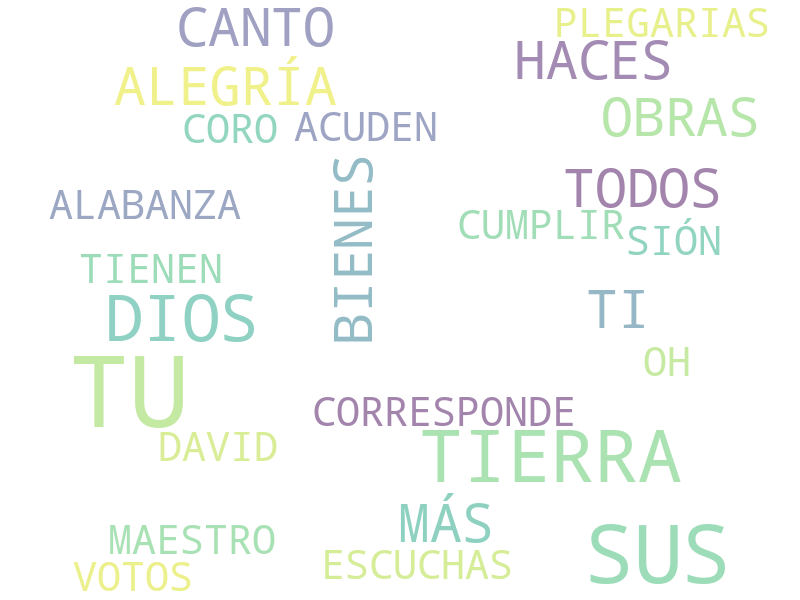 CANTO
PLEGARIAS
HACES
ALEGRÍA
OBRAS
CORO
ACUDEN
BIENES
TODOS
ALABANZA
CUMPLIR
SIÓN
TIENEN
DIOS
TI
TU
OH
CORRESPONDE
DAVID
TIERRA
MÁS
SUS
MAESTRO
ESCUCHAS
VOTOS